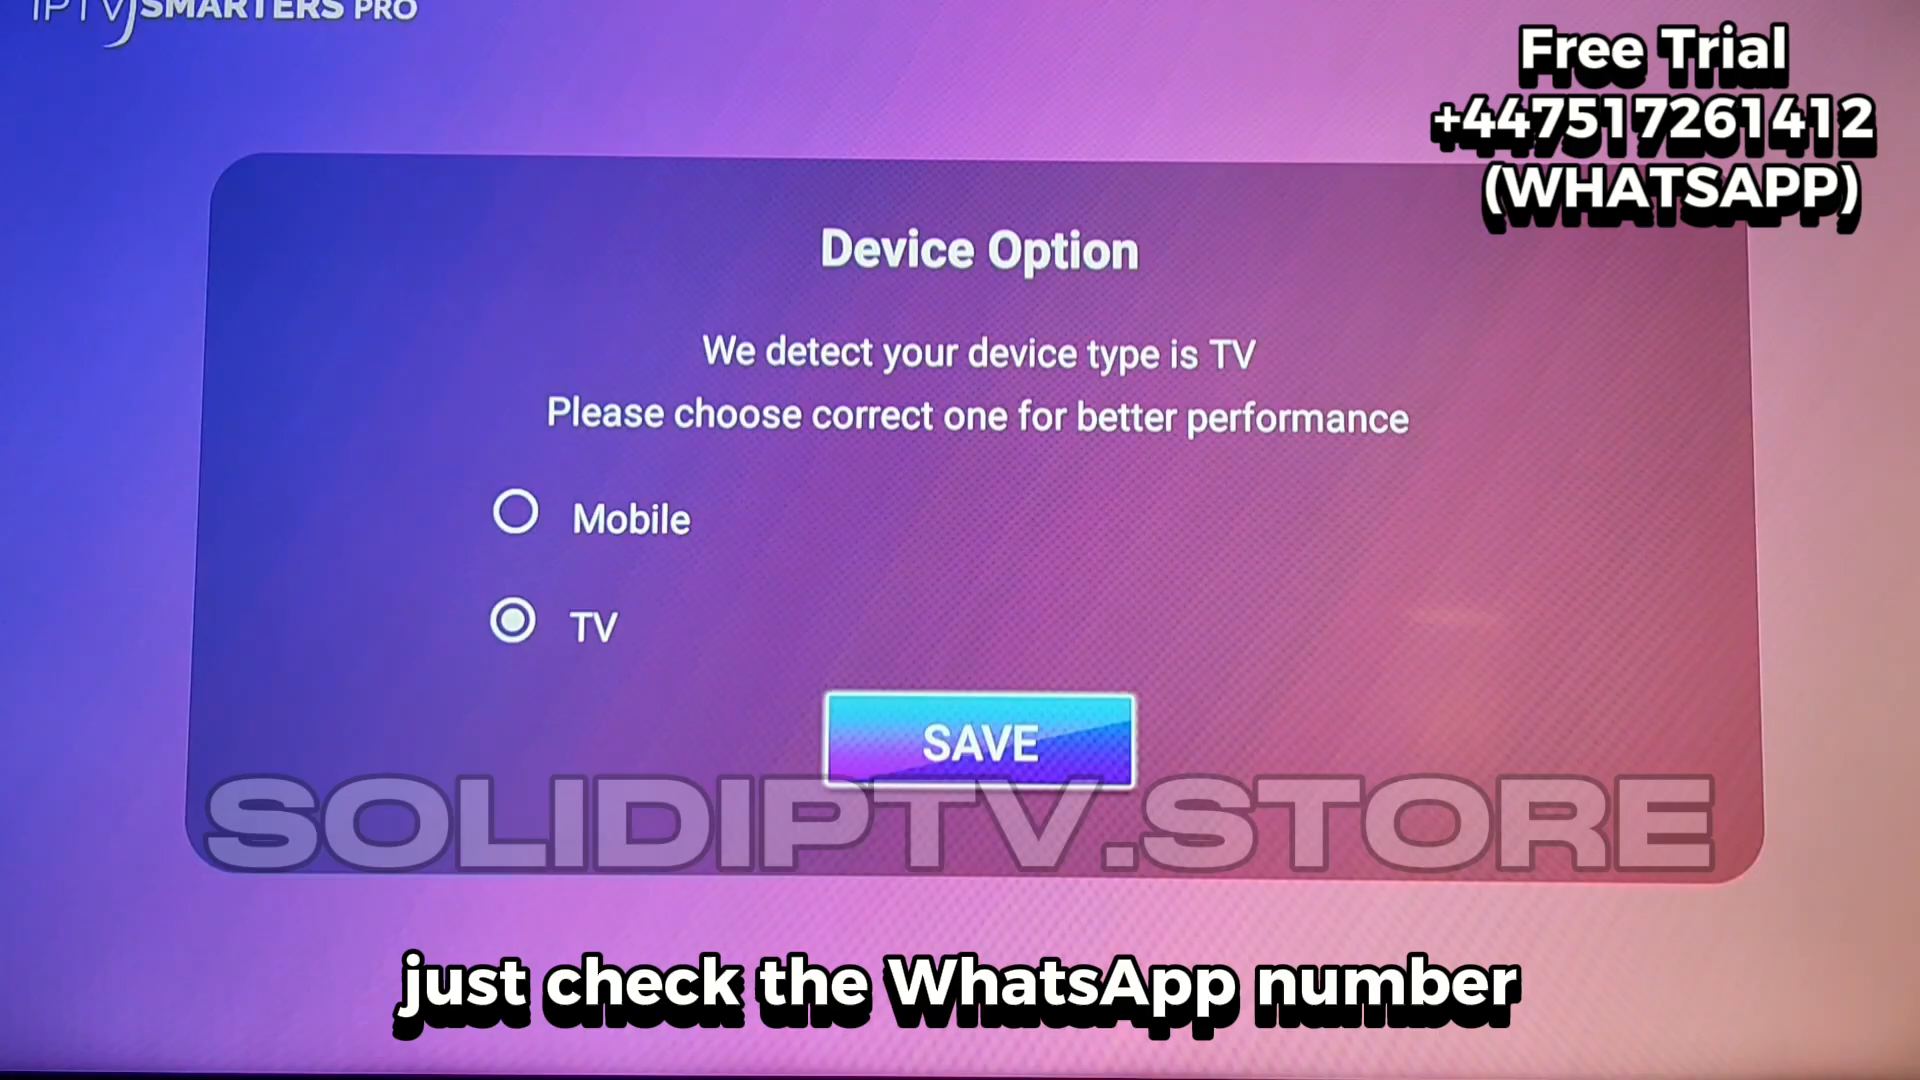 IPTV SMARTERS PRO
Free Trial
+447517261412
(WHATSAPP)
Device Option
We detect your device type is TV
Please choose correct one for better performance
Mobile
TV
SAVE
SOLIDIPTV.STORE
just check the WhatsApp number